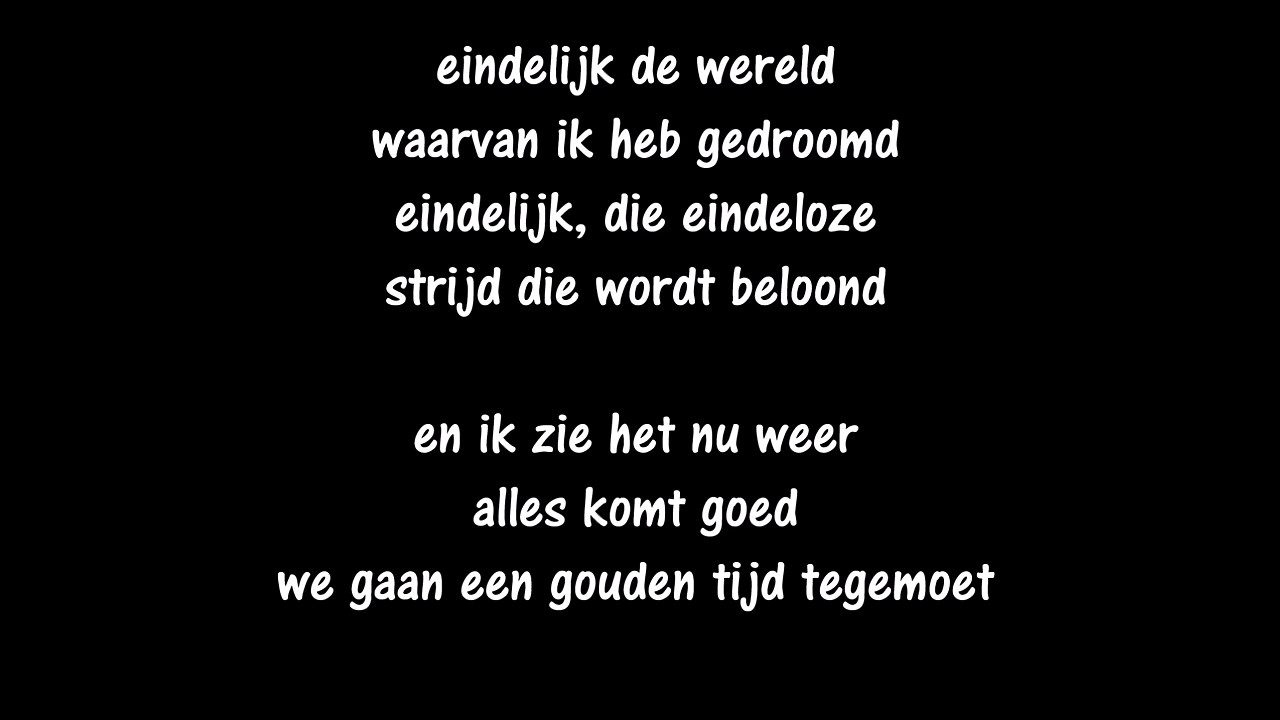 eindelijk de wereld
waarvan ik heb gedroomd
eindelijk, die eindeloze
strijd die wordt beloond
en ik zie het nu weer
alles komt goed
we gaan een gouden tijd tegemoet